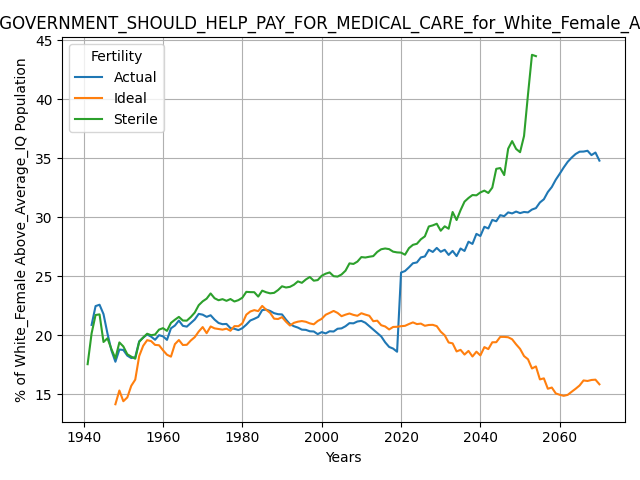 GOVERNMENT_SHOULD_HELP_PAY_FOR_MEDICAL_CARE_for_White_Female_A
% of White_Female Above_Average_IQ Population
45
40
35
30
25
20
15
Fertility
Actual
Ideal
Sterile
1940
1960
1980
2000
2020
2040
2060
Years